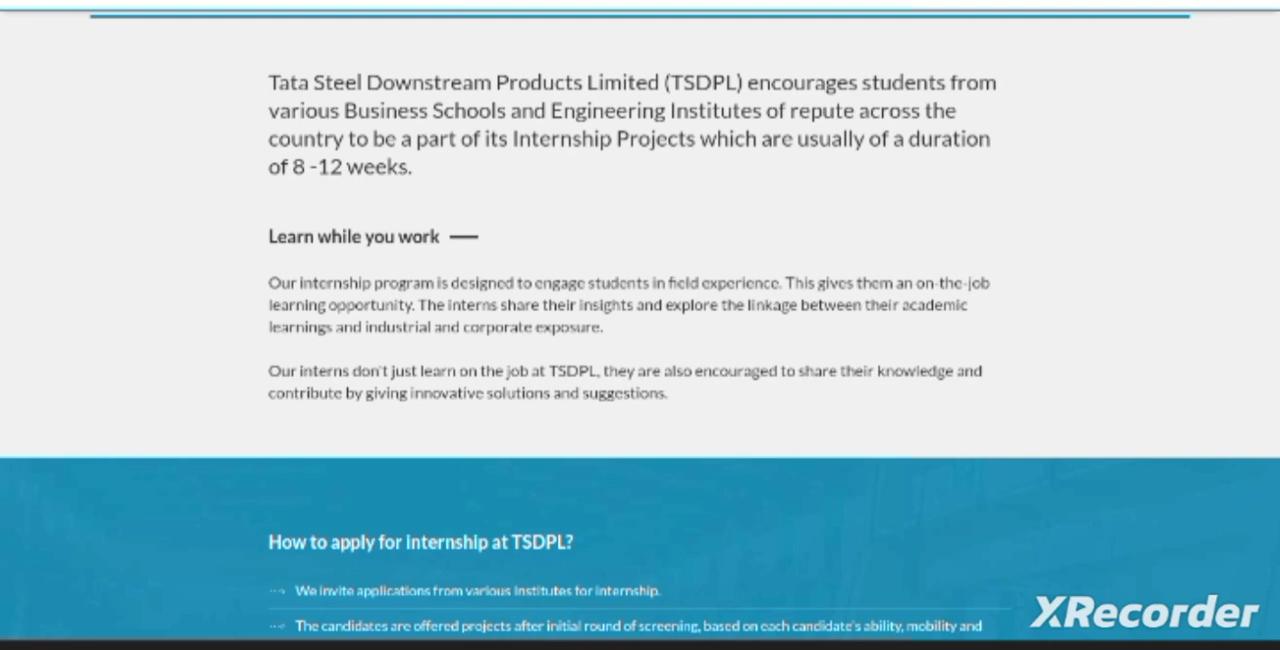 Tata Steel Downstream Products Limited (TSDPL) encourages students from
various Business Schools and Engineering Institutes of repute across the
country to be a part of its Internship Projects which are usually of a duration
of 8 -12 weeks.
Learn while you work
Our internship program is designed to engage students in field experience. This gives them an on-the-job
learning opportunity. The interns share their insights and explore the linkage between their academic
learnings and industrial and corporate exposure.
Our interns don't just learn on the job at TSDPL, they are also encouraged to share their knowledge and
contribute by giving innovative solutions and suggestions.
How to apply for internship at TSDPL?
We invite applications from various Institutes for internship.
The candidates are offered projects after initial round of screening, based on each candidate's ability, mobility and
XRecorder